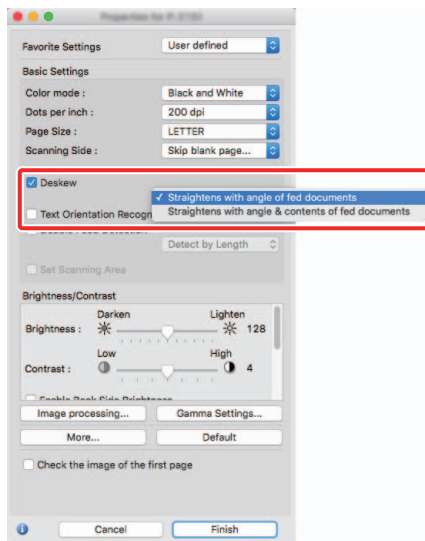 Properties for P-215II
Favorite Settings User defined
Basic Settings
Color mode : Black and White
Dots per inch : 200 dpi
Page Size : LETTER
Scanning Side : Skip blank page...
Deskew
✓ Straightens with angle of fed documents
Text Orientation Recogn
Straightens with angle & contents of fed documents
Detect by Length
Set Scanning Area
Brightness/Contrast
Darken Lighten
Brightness : 128
Low High
Contrast : 4
Image processing... Gamma Settings...
More... Default
Check the image of the first page
Cancel Finish